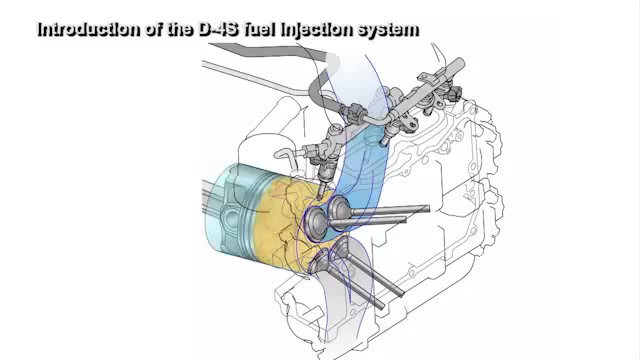 Introduction of the D-4S fuel injection system